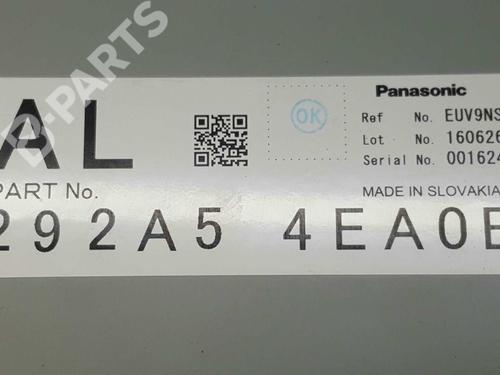 D-PARTS
AL
OK
Panasonic
Ref No. EUV9NS
Lot No. 160626
Serial No. 001624
PART No.
MADE IN SLOVAKIA
292A5 4EA0E